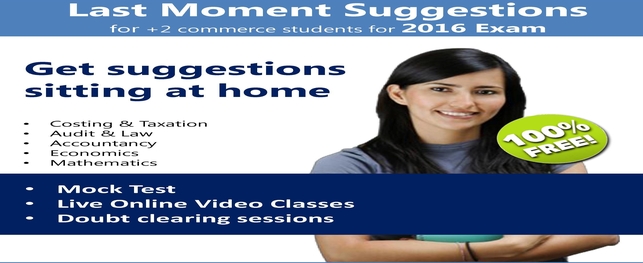 Last Moment Suggestions
for +2 commerce students for 2016 Exam
Get suggestions
sitting at home
• Costing & Taxation
• Audit & Law
• Accountancy
• Economics
• Mathematics
100%
FREE!
• Mock Test
• Live Online Video Classes
• Doubt clearing sessions